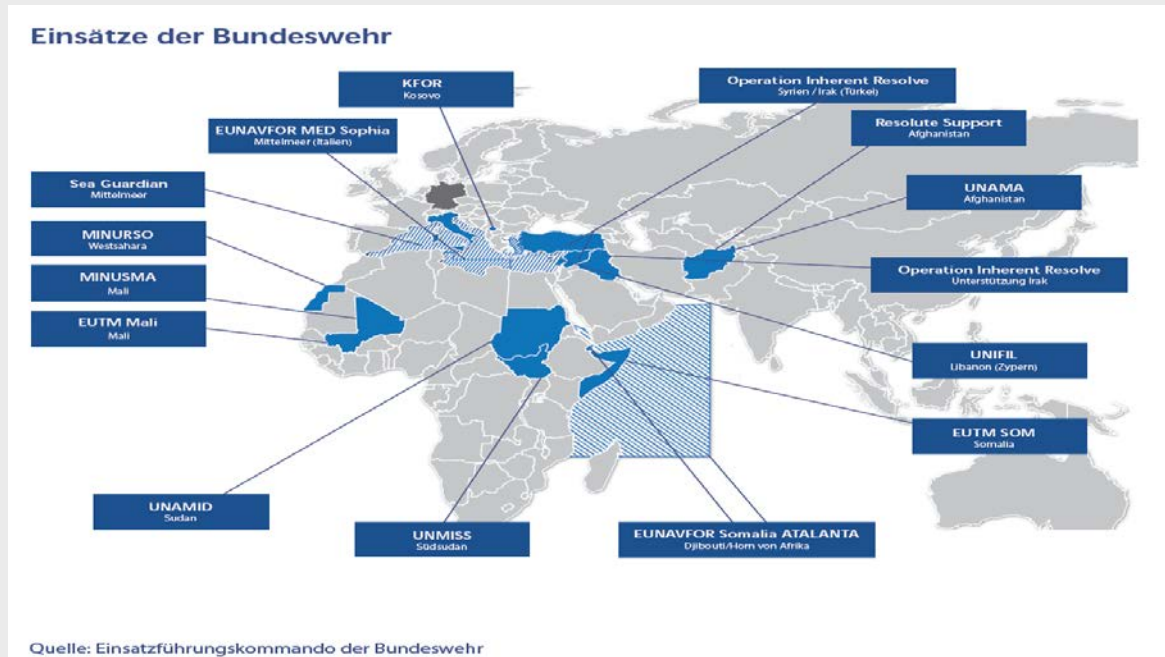 Einsätze der Bundeswehr
KFOR
Kosovo
Operation Inherent Resolve
Syrien / Irak (Türkei)
EUNAVFOR MED Sophia
Mittelmeer (Italien)
Resolute Support
Afghanistan
Sea Guardian
Mittelmeer
UNAMA
Afghanistan
MINURSO
Westsahara
MINUSMA
Mali
Operation Inherent Resolve
Unterstützung Irak
EUTM Mali
Mali
UNIFIL
Libanon (Zypern)
EUTM SOM
Somalia
UNAMID
Sudan
UNMISS
Südsudan
EUNAVFOR Somalia ATALANTA
Djibouti/Horn von Afrika
Quelle: Einsatzführungskommando der Bundeswehr